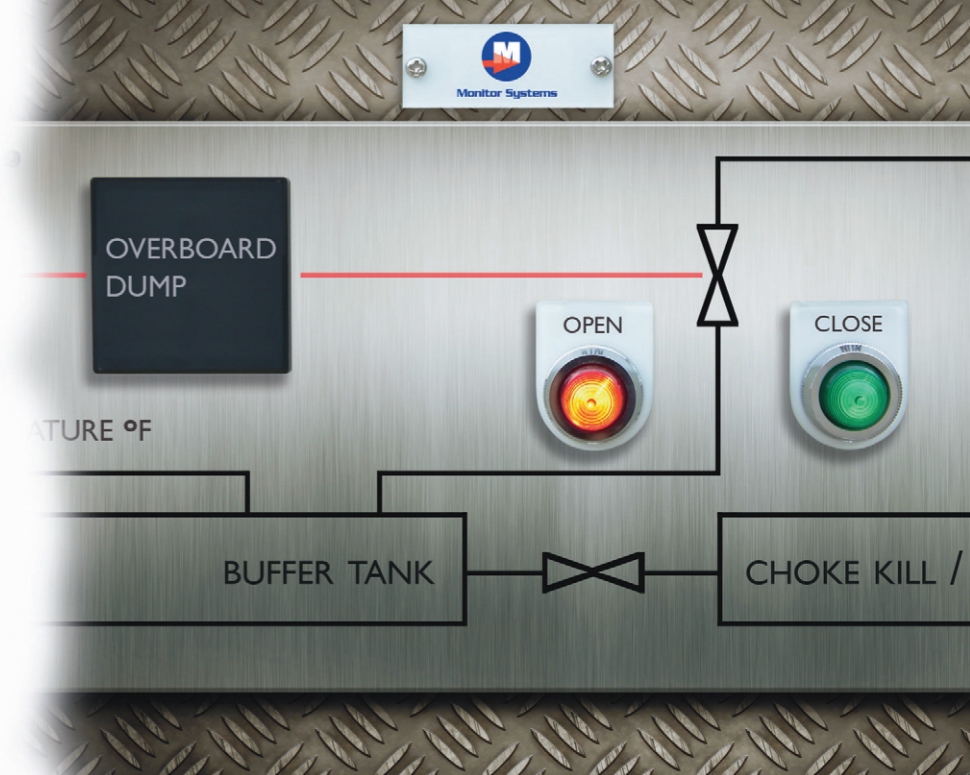 M
Monitor Systems
OVERBOARD
DUMP
OPEN
CLOSE
ATURE °F
BUFFER TANK
CHOKE KILL /